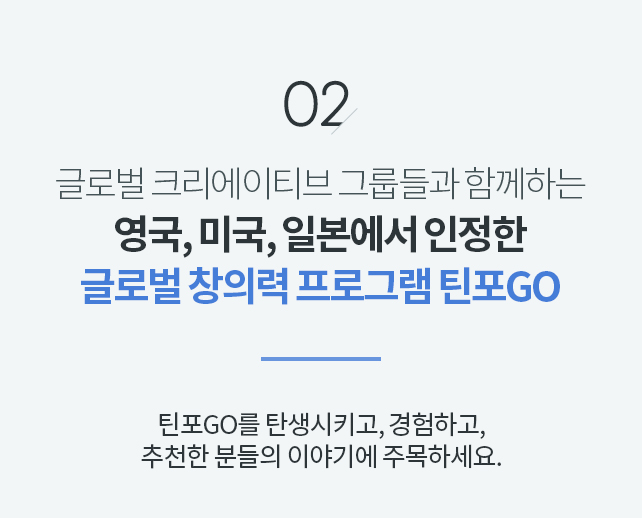 02
글로벌 크리에이티브 그룹들과 함께하는
영국, 미국, 일본에서 인정한
글로벌 창의력 프로그램 틴포GO
틴포GO를 탄생시키고, 경험하고,
추천한 분들의 이야기에 주목하세요.